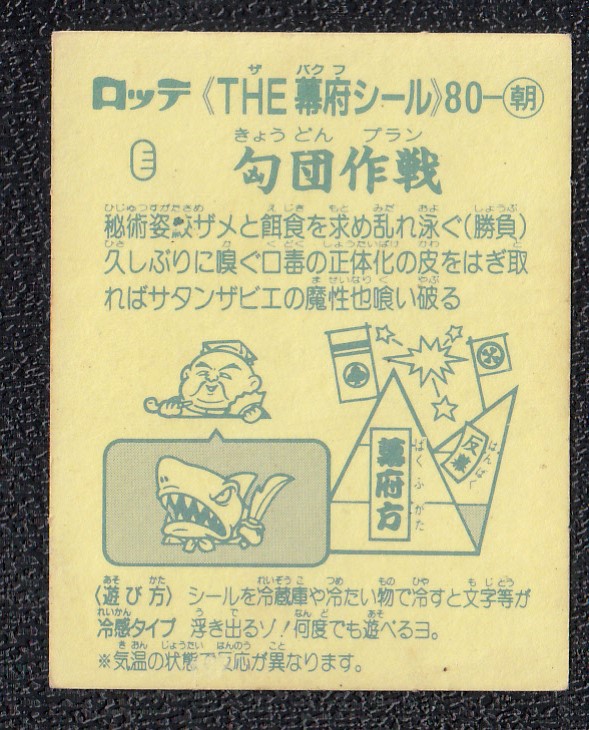 ザ バクフ
ロッテ《THE 幕府シール》80-朝
きょうどん プラン
匂団作戦
ひじゅつすがたさめ えじき もと みだ およ しょうぶ
秘術姿鮫ザメと餌食を求め乱れ泳ぐ(勝負)
ひさ か くどく しょうたいばけ かわ と
久しぶりに嗅ぐ口毒の正体化の皮をはぎ取
ませいなり く やぶ
ればサタンザビエの魔性也喰い破る
幕府方
ばくふがた
反幕
はんばく
あそ かた れいぞうこ つめ もの ひや もじとう
〈遊び方〉 シールを冷蔵庫や冷たい物で冷すと文字等が
れいかん う で なんど あそ
冷感タイプ 浮き出るゾ!何度でも遊べるヨ。
きおん じょうたい はんのう こと
※気温の状態で反応が異なります。